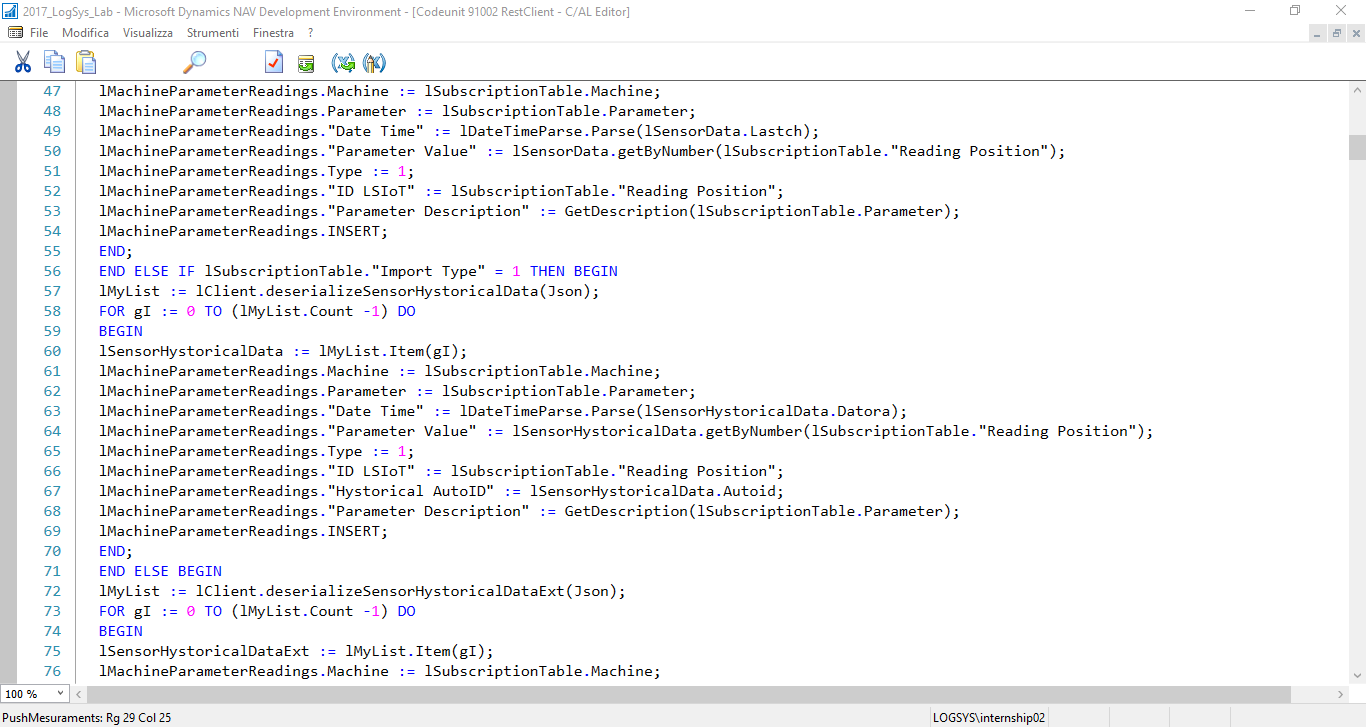 2017_LogSys_Lab - Microsoft Dynamics NAV Development Environment - [Codeunit 91002 RestClient - C/AL Editor]
File Modifica Visualizza Strumenti Finestra ?
47 lMachineParameterReadings.Machine := lSubscriptionTable.Machine;
48 lMachineParameterReadings.Parameter := lSubscriptionTable.Parameter;
49 lMachineParameterReadings."Date Time" := lDateTimeParse.Parse(lSensorData.Lastch);
50 lMachineParameterReadings."Parameter Value" := lSensorData.getByNumber(lSubscriptionTable."Reading Position");
51 lMachineParameterReadings.Type := 1;
52 lMachineParameterReadings."ID LSIoT" := lSubscriptionTable."Reading Position";
53 lMachineParameterReadings."Parameter Description" := GetDescription(lSubscriptionTable.Parameter);
54 lMachineParameterReadings.INSERT;
55 END;
56 END ELSE IF lSubscriptionTable."Import Type" = 1 THEN BEGIN
57 lMyList := lClient.deserializeSensorHystoricalData(Json);
58 FOR gI := 0 TO (lMyList.Count -1) DO
59 BEGIN
60 lSensorHystoricalData := lMyList.Item(gI);
61 lMachineParameterReadings.Machine := lSubscriptionTable.Machine;
62 lMachineParameterReadings.Parameter := lSubscriptionTable.Parameter;
63 lMachineParameterReadings."Date Time" := lDateTimeParse.Parse(lSensorHystoricalData.Datora);
64 lMachineParameterReadings."Parameter Value" := lSensorHystoricalData.getByNumber(lSubscriptionTable."Reading Position");
65 lMachineParameterReadings.Type := 1;
66 lMachineParameterReadings."ID LSIoT" := lSubscriptionTable."Reading Position";
67 lMachineParameterReadings."Hystorical AutoID" := lSensorHystoricalData.Autoid;
68 lMachineParameterReadings."Parameter Description" := GetDescription(lSubscriptionTable.Parameter);
69 lMachineParameterReadings.INSERT;
70 END;
71 END ELSE BEGIN
72 lMyList := lClient.deserializeSensorHystoricalDataExt(Json);
73 FOR gI := 0 TO (lMyList.Count -1) DO
74 BEGIN
75 lSensorHystoricalDataExt := lMyList.Item(gI);
76 lMachineParameterReadings.Machine := lSubscriptionTable.Machine;
100 %
PushMesuraments: Rg 29 Col 25 LOGSYS\internship02